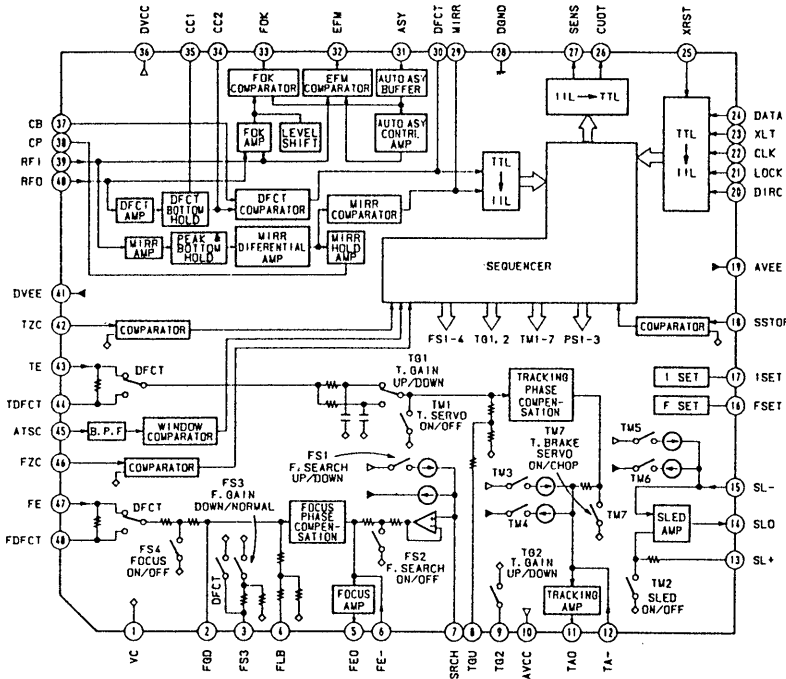 DVCC
CC1
CC2
FOK
EFM
ASY
DFCT
MIRR
DGND
SENS
CUOT
XRST
36
35
34
33
32
31
30
29
28
27
26
25
FOK
COMPARATOR
EFM
COMPARATOR
AUTO ASY
BUFFER
IIL → TTL
CB
37
CP
38
RFI
39
RFO
40
FOK
AMP
LEVEL
SHIFT
AUTO ASY
CONTRL
AMP
TTL
↓
IIL
TTL
↓
IIL
24
DATA
23
XLT
22
CLK
21
LOCK
20
DIRC
DFCT
AMP
DFCT
BOTTOM
HOLD
DFCT
COMPARATOR
MIRR
COMPARATOR
MIRR
AMP
PEAK &
BOTTOM
HOLD
MIRR
DIFERENTIAL
AMP
MIRR
HOLD
AMP
SEQUENCER
19
AVEE
DVEE
41
TZC
42
COMPARATOR
FS1-4
TG1.2
TM1-7
PS1-3
COMPARATOR
18
SSTOP
TE
43
DFCT
TDFCT
44
TG1
T. GAIN
UP/DOWN
TM1
T. SERVO
ON/OFF
TRACKING
PHASE
COMPEN-
SATION
I SET
17
ISET
F SET
16
FSET
ATSC
45
B.P.F
WINDOW
COMPARATOR
FZC
46
COMPARATOR
FS1
F. SEARCH
UP/DOWN
TM7
T. BRAKE
SERVO
ON/CHOP
TM3
TM4
TM7
TM5
TM6
15
SL-
SLED
AMP
14
SLO
13
SL+
TM2
SLED
ON/OFF
FE
47
DFCT
FDFCT
48
FS3
F. GAIN
DOWN/NORMAL
FS4
FOCUS
ON/OFF
DFCT
FOCUS
PHASE
COMPEN-
SATION
FS2
F. SEARCH
ON/OFF
TG2
T. GAIN
UP/DOWN
FOCUS
AMP
TRACKING
AMP
1
2
3
4
5
6
7
8
9
10
11
12
VC
FGD
FS3
FLB
FEO
FE-
SRCH
TGU
TG2
AVCC
TAO
TA-